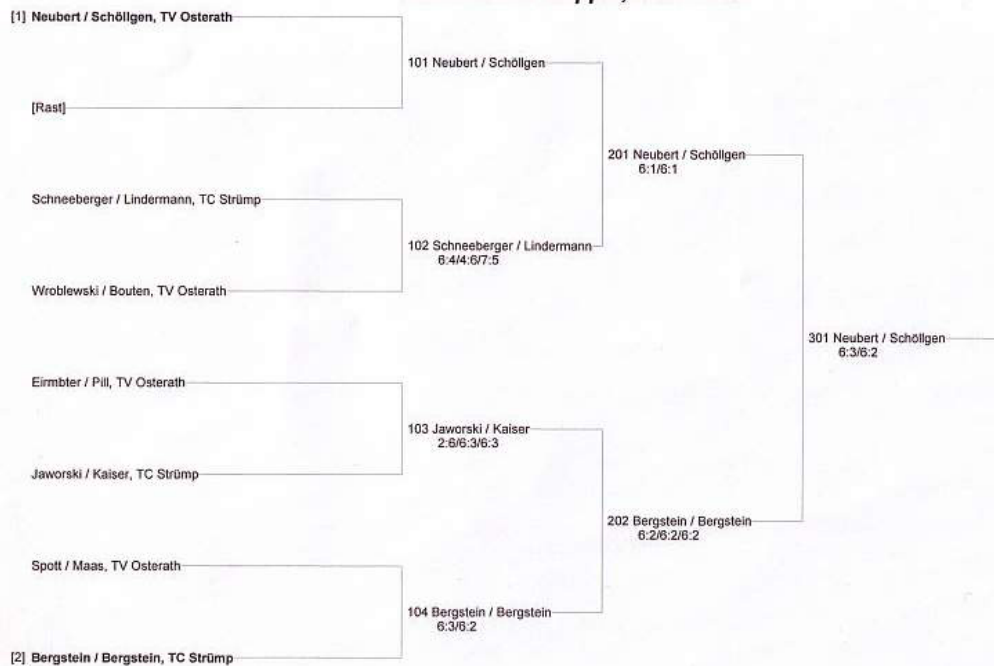 [1] Neubert / Schöllgen, TV Osterath
101 Neubert / Schöllgen
[Rast]
201 Neubert / Schöllgen
6:1/6:1
Schneeberger / Lindermann, TC Strümp
102 Schneeberger / Lindermann
6:4/4:6/7:5
Wroblewski / Bouten, TV Osterath
301 Neubert / Schöllgen
6:3/6:2
Eirmbter / Pill, TV Osterath
103 Jaworski / Kaiser
2:6/6:3/6:3
Jaworski / Kaiser, TC Strümp
202 Bergstein / Bergstein
6:2/6:2/6:2
Spott / Maas, TV Osterath
104 Bergstein / Bergstein
6:3/6:2
[2] Bergstein / Bergstein, TC Strümp